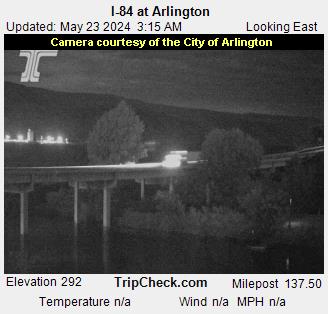 I-84 at Arlington
Updated: May 23 2024 3:15 AM Looking East
Camera courtesy of the City of Arlington
Elevation 292 TripCheck.com Milepost 137.50
Temperature n/a Wind n/a MPH n/a